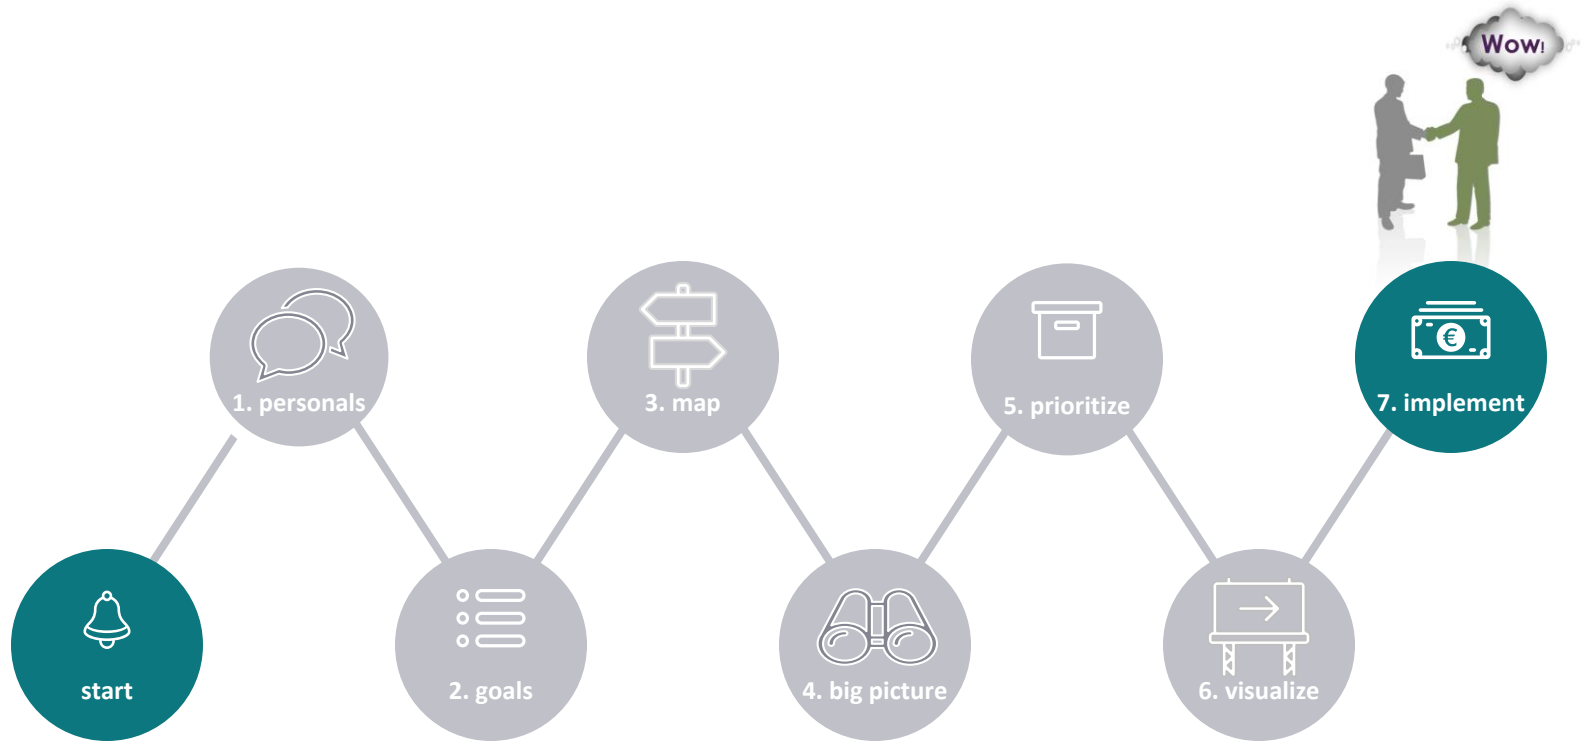 Wow!
1. personals
3. map
5. prioritize
7. implement
€
start
2. goals
4. big picture
6. visualize